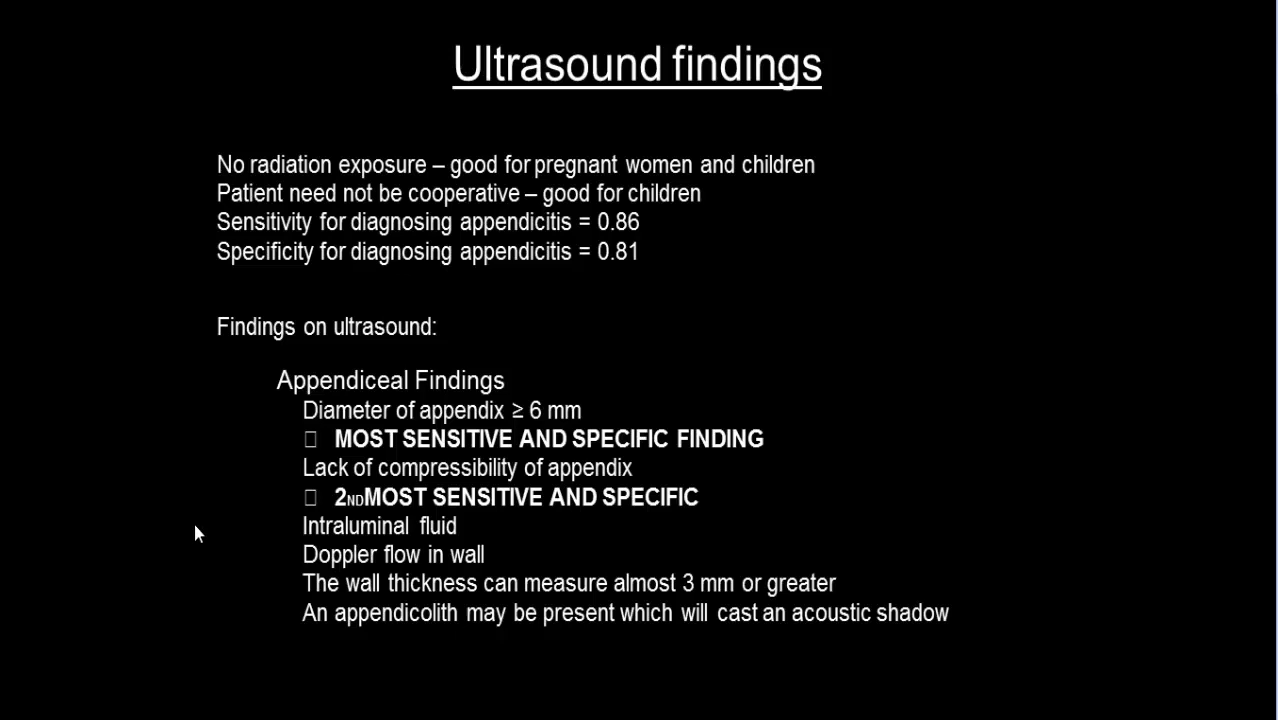 Ultrasound findings
No radiation exposure – good for pregnant women and children
Patient need not be cooperative – good for children
Sensitivity for diagnosing appendicitis = 0.86
Specificity for diagnosing appendicitis = 0.81
Findings on ultrasound:
Appendiceal Findings
Diameter of appendix ≥ 6 mm
MOST SENSITIVE AND SPECIFIC FINDING
Lack of compressibility of appendix
2NDMOST SENSITIVE AND SPECIFIC
Intraluminal fluid
Doppler flow in wall
The wall thickness can measure almost 3 mm or greater
An appendicolith may be present which will cast an acoustic shadow